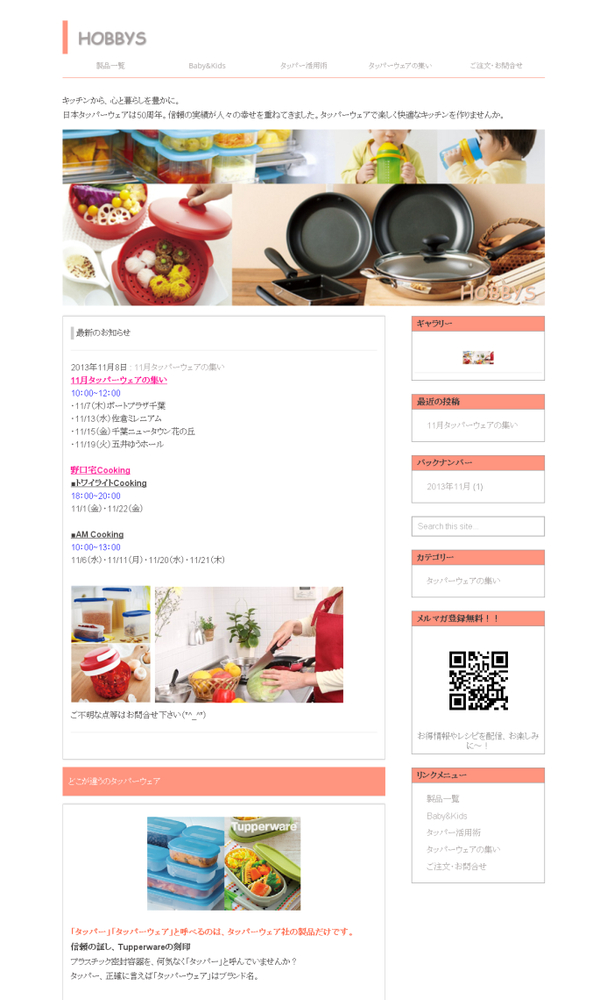 HOBBYS
製品一覧 Baby&Kids タッパー活用術 タッパーウェアの集い ご注文・お問合せ
キッチンから、心と暮らしを豊かに。
日本タッパーウェアは50周年。信頼の実績が人々の幸せを重ねてきました。タッパーウェアで楽しく快適なキッチンを作りませんか。
HOBBYS
最新のお知らせ
2013年11月8日 : 11月タッパーウェアの集い
11月タッパーウェアの集い
10:00~12:00
・11/7(木)ポートプラザ千葉
・11/13(水)佐倉ミレニアム
・11/15(金)千葉ニュータウン花の丘
・11/19(火)五井ゆうホール
野口宅Cooking
■トワイライトCooking
18:00~20:00
11/1(金)・11/22(金)
■AM Cooking
10:00~13:00
11/6(水)・11/11(月)・11/20(水)・11/21(木)
ご不明な点等はお問合せ下さい(*^_^*)
どこが違うのタッパーウェア
Tupperware
「タッパー」「タッパーウェア」と呼べるのは、タッパーウェア社の製品だけです。
信頼の証し、Tupperwareの刻印
プラスチック密封容器を、何気なく「タッパー」と呼んでいませんか？
タッパー、正確に言えば「タッパーウェア」はブランド名。
ギャラリー
最近の投稿
11月タッパーウェアの集い
バックナンバー
2013年11月 (1)
Search this site...
カテゴリー
タッパーウェアの集い
メルマガ登録無料！！
お得情報やレシピを配信、お楽しみ
に～！
リンクメニュー
製品一覧
Baby&Kids
タッパー活用術
タッパーウェアの集い
ご注文・お問合せ